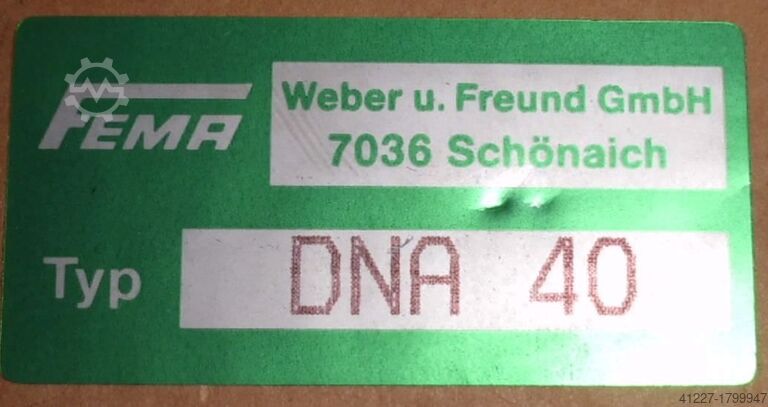 FEMA
Weber u. Freund GmbH
7036 Schönaich
Typ
DNA 40
41227-1799947